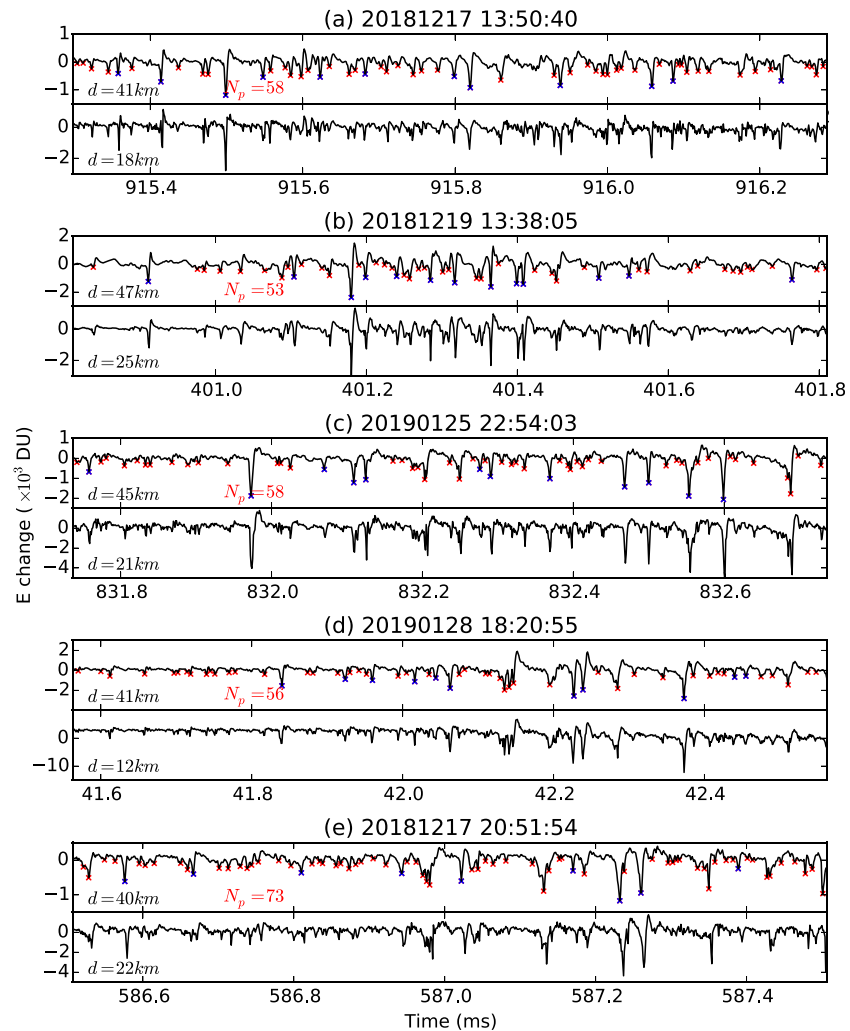 (a) 20181217 13:50:40
1
0
−1
d = 41km
N_p = 58
0
−2
d = 18km
915.4 915.6 915.8 916.0 916.2
(b) 20181219 13:38:05
2
0
−2
d = 47km
N_p = 53
0
−2
d = 25km
401.0 401.2 401.4 401.6 401.8
(c) 20190125 22:54:03
1
0
−1
−2
d = 45km
N_p = 58
0
−2
−4
d = 21km
831.8 832.0 832.2 832.4 832.6
E change ( ×10³ DU)
(d) 20190128 18:20:55
2
0
−2
d = 41km
N_p = 56
0
−10
d = 12km
41.6 41.8 42.0 42.2 42.4
(e) 20181217 20:51:54
0
−1
d = 40km
N_p = 73
0
−2
−4
d = 22km
586.6 586.8 587.0 587.2 587.4
Time (ms)